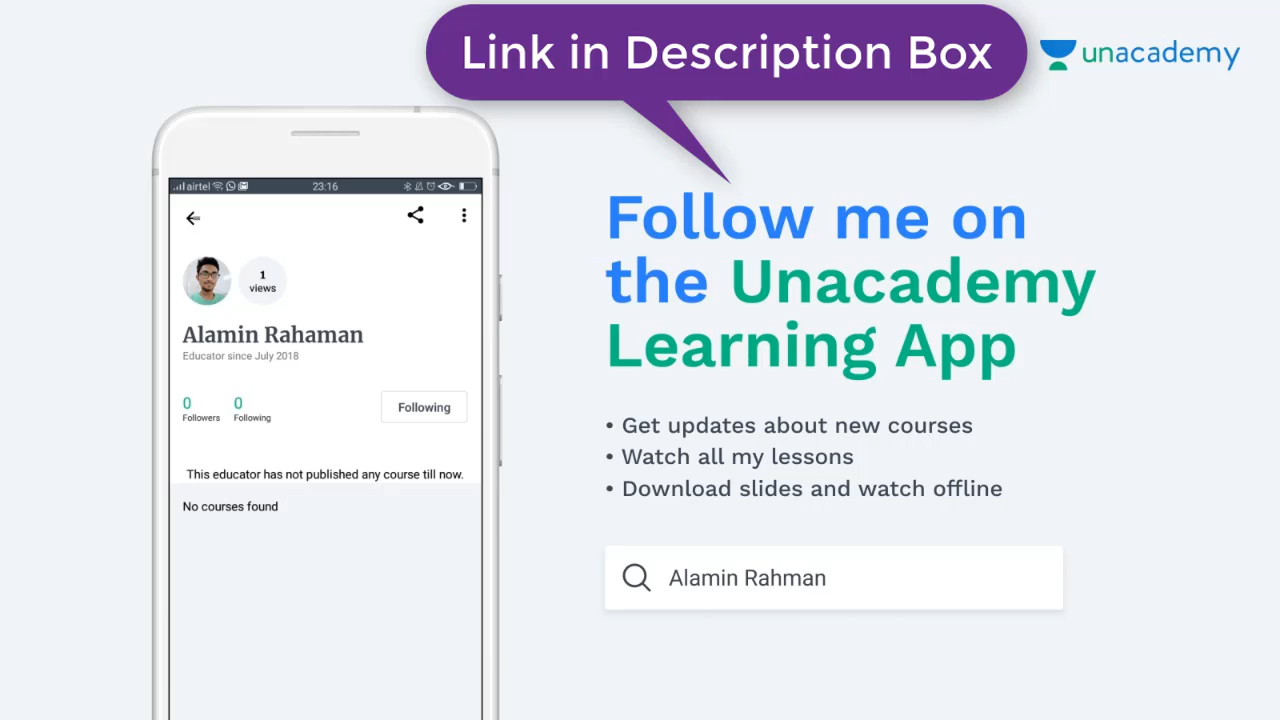 Link in Description Box
unacademy
airtel
23:16
1
views
Alamin Rahaman
Educator since July 2018
0
Followers
0
Following
Following
This educator has not published any course till now.
No courses found
Follow me on
the Unacademy
Learning App
• Get updates about new courses
• Watch all my lessons
• Download slides and watch offline
Alamin Rahman